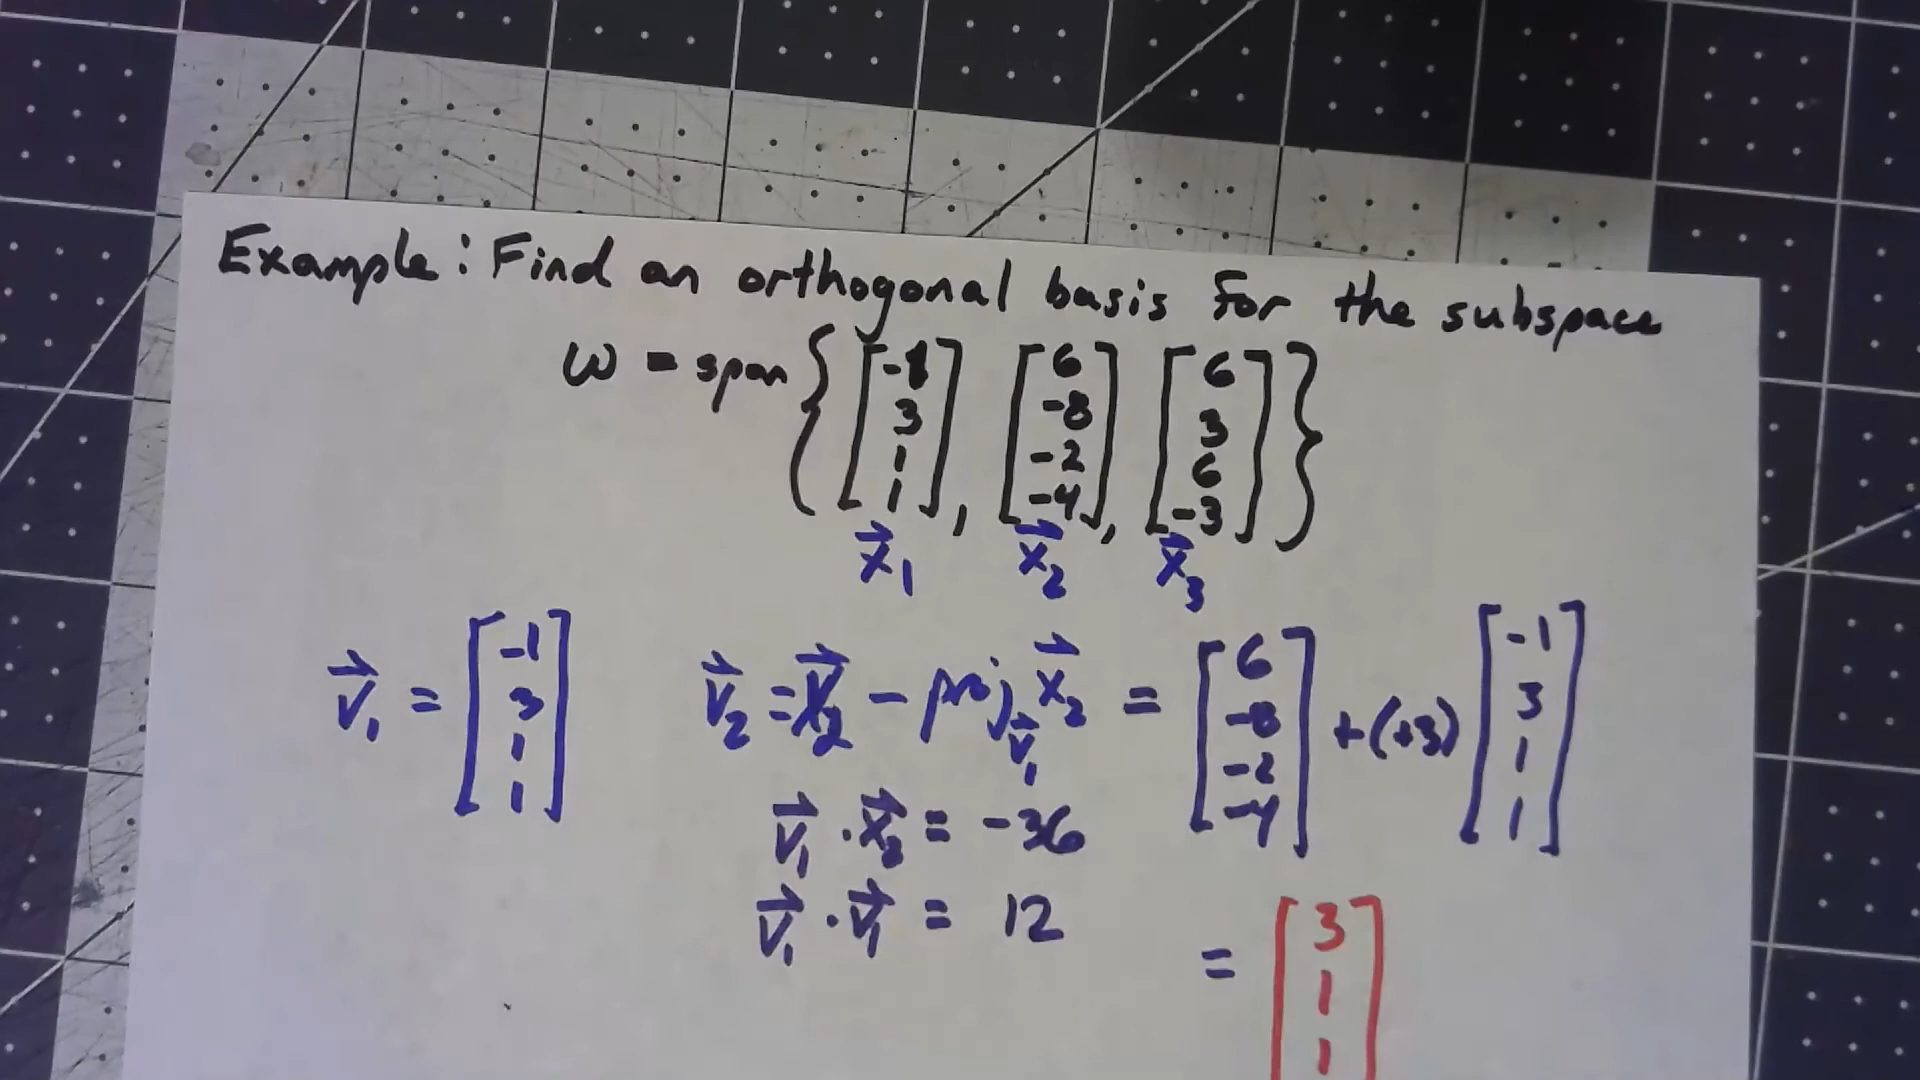 Example: Find an orthogonal basis for the subspace
W = span { [-1 3 1 1], [6 -8 -2 -4], [6 3 6 -3] }
x⃗₁ x⃗₂ x⃗₃
v⃗₁ = [-1 3 1 1] v⃗₂ = x⃗₂ - proj_v⃗₁ x⃗₂ = [6 -8 -2 -4] + (+3) [-1 3 1 1]
v⃗₁ · x⃗₂ = -36
v⃗₁ · v⃗₁ = 12
= [3 1 1